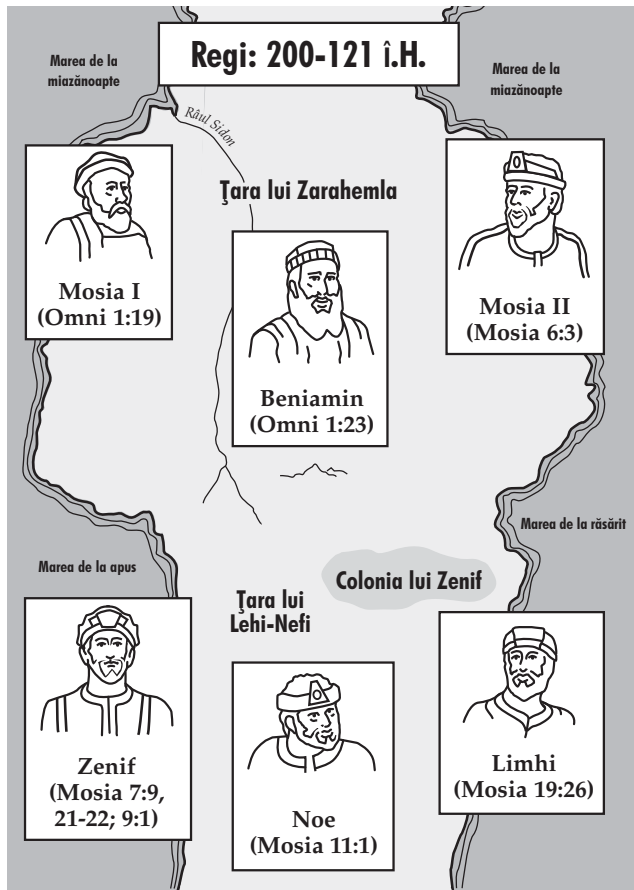 Regi: 200-121 î.H.
Marea de la
miazănoapte
Marea de la
miazănoapte
Râul Sidon
Ţara lui Zarahemla
Mosia I
(Omni 1:19)
Beniamin
(Omni 1:23)
Mosia II
(Mosia 6:3)
Marea de la răsărit
Marea de la apus
Colonia lui Zenif
Ţara lui
Lehi-Nefi
Zenif
(Mosia 7:9,
21-22; 9:1)
Noe
(Mosia 11:1)
Limhi
(Mosia 19:26)